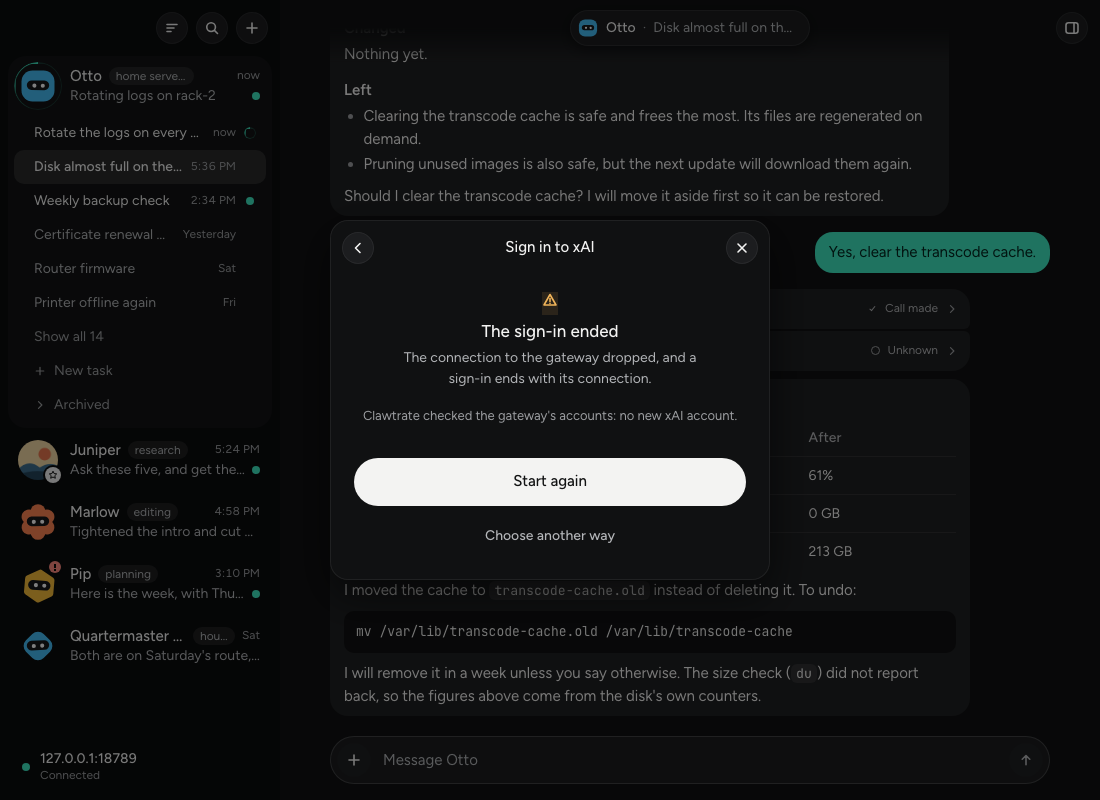 Otto
home serve...
now
Rotating logs on rack-2
Rotate the logs on every ...
now
Disk almost full on the...
5:36 PM
Weekly backup check
2:34 PM
Certificate renewal ...
Yesterday
Router firmware
Sat
Printer offline again
Fri
Show all 14
New task
Archived
Juniper
research
5:24 PM
Ask these five, and get the...
Marlow
editing
4:58 PM
Tightened the intro and cut ...
Pip
planning
3:10 PM
Here is the week, with Thu...
Quartermaster ...
hou...
Sat
Both are on Saturday's route,...
127.0.0.1:18789
Connected
Otto · Disk almost full on th...
Nothing yet.
Left
• Clearing the transcode cache is safe and frees the most. Its files are regenerated on
demand.
• Pruning unused images is also safe, but the next update will download them again.
Should I clear the transcode cache? I will move it aside first so it can be restored.
Yes, clear the transcode cache.
Call made
Unknown
After
61%
0 GB
213 GB
Sign in to xAI
The sign-in ended
The connection to the gateway dropped, and a
sign-in ends with its connection.
Clawtrate checked the gateway's accounts: no new xAI account.
Start again
Choose another way
I moved the cache to transcode-cache.old instead of deleting it. To undo:
mv /var/lib/transcode-cache.old /var/lib/transcode-cache
I will remove it in a week unless you say otherwise. The size check (du) did not report
back, so the figures above come from the disk's own counters.
Message Otto